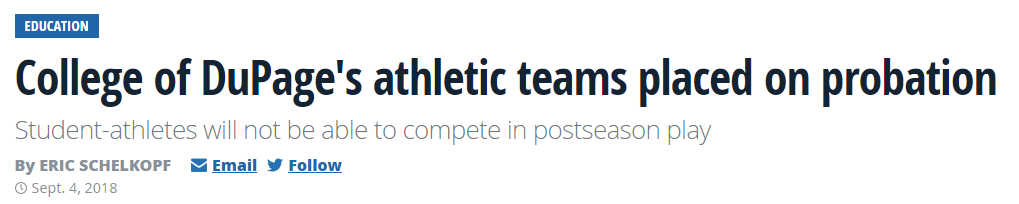 EDUCATION
College of DuPage's athletic teams placed on probation
Student-athletes will not be able to compete in postseason play
By ERIC SCHELKOPF Email Follow
Sept. 4, 2018